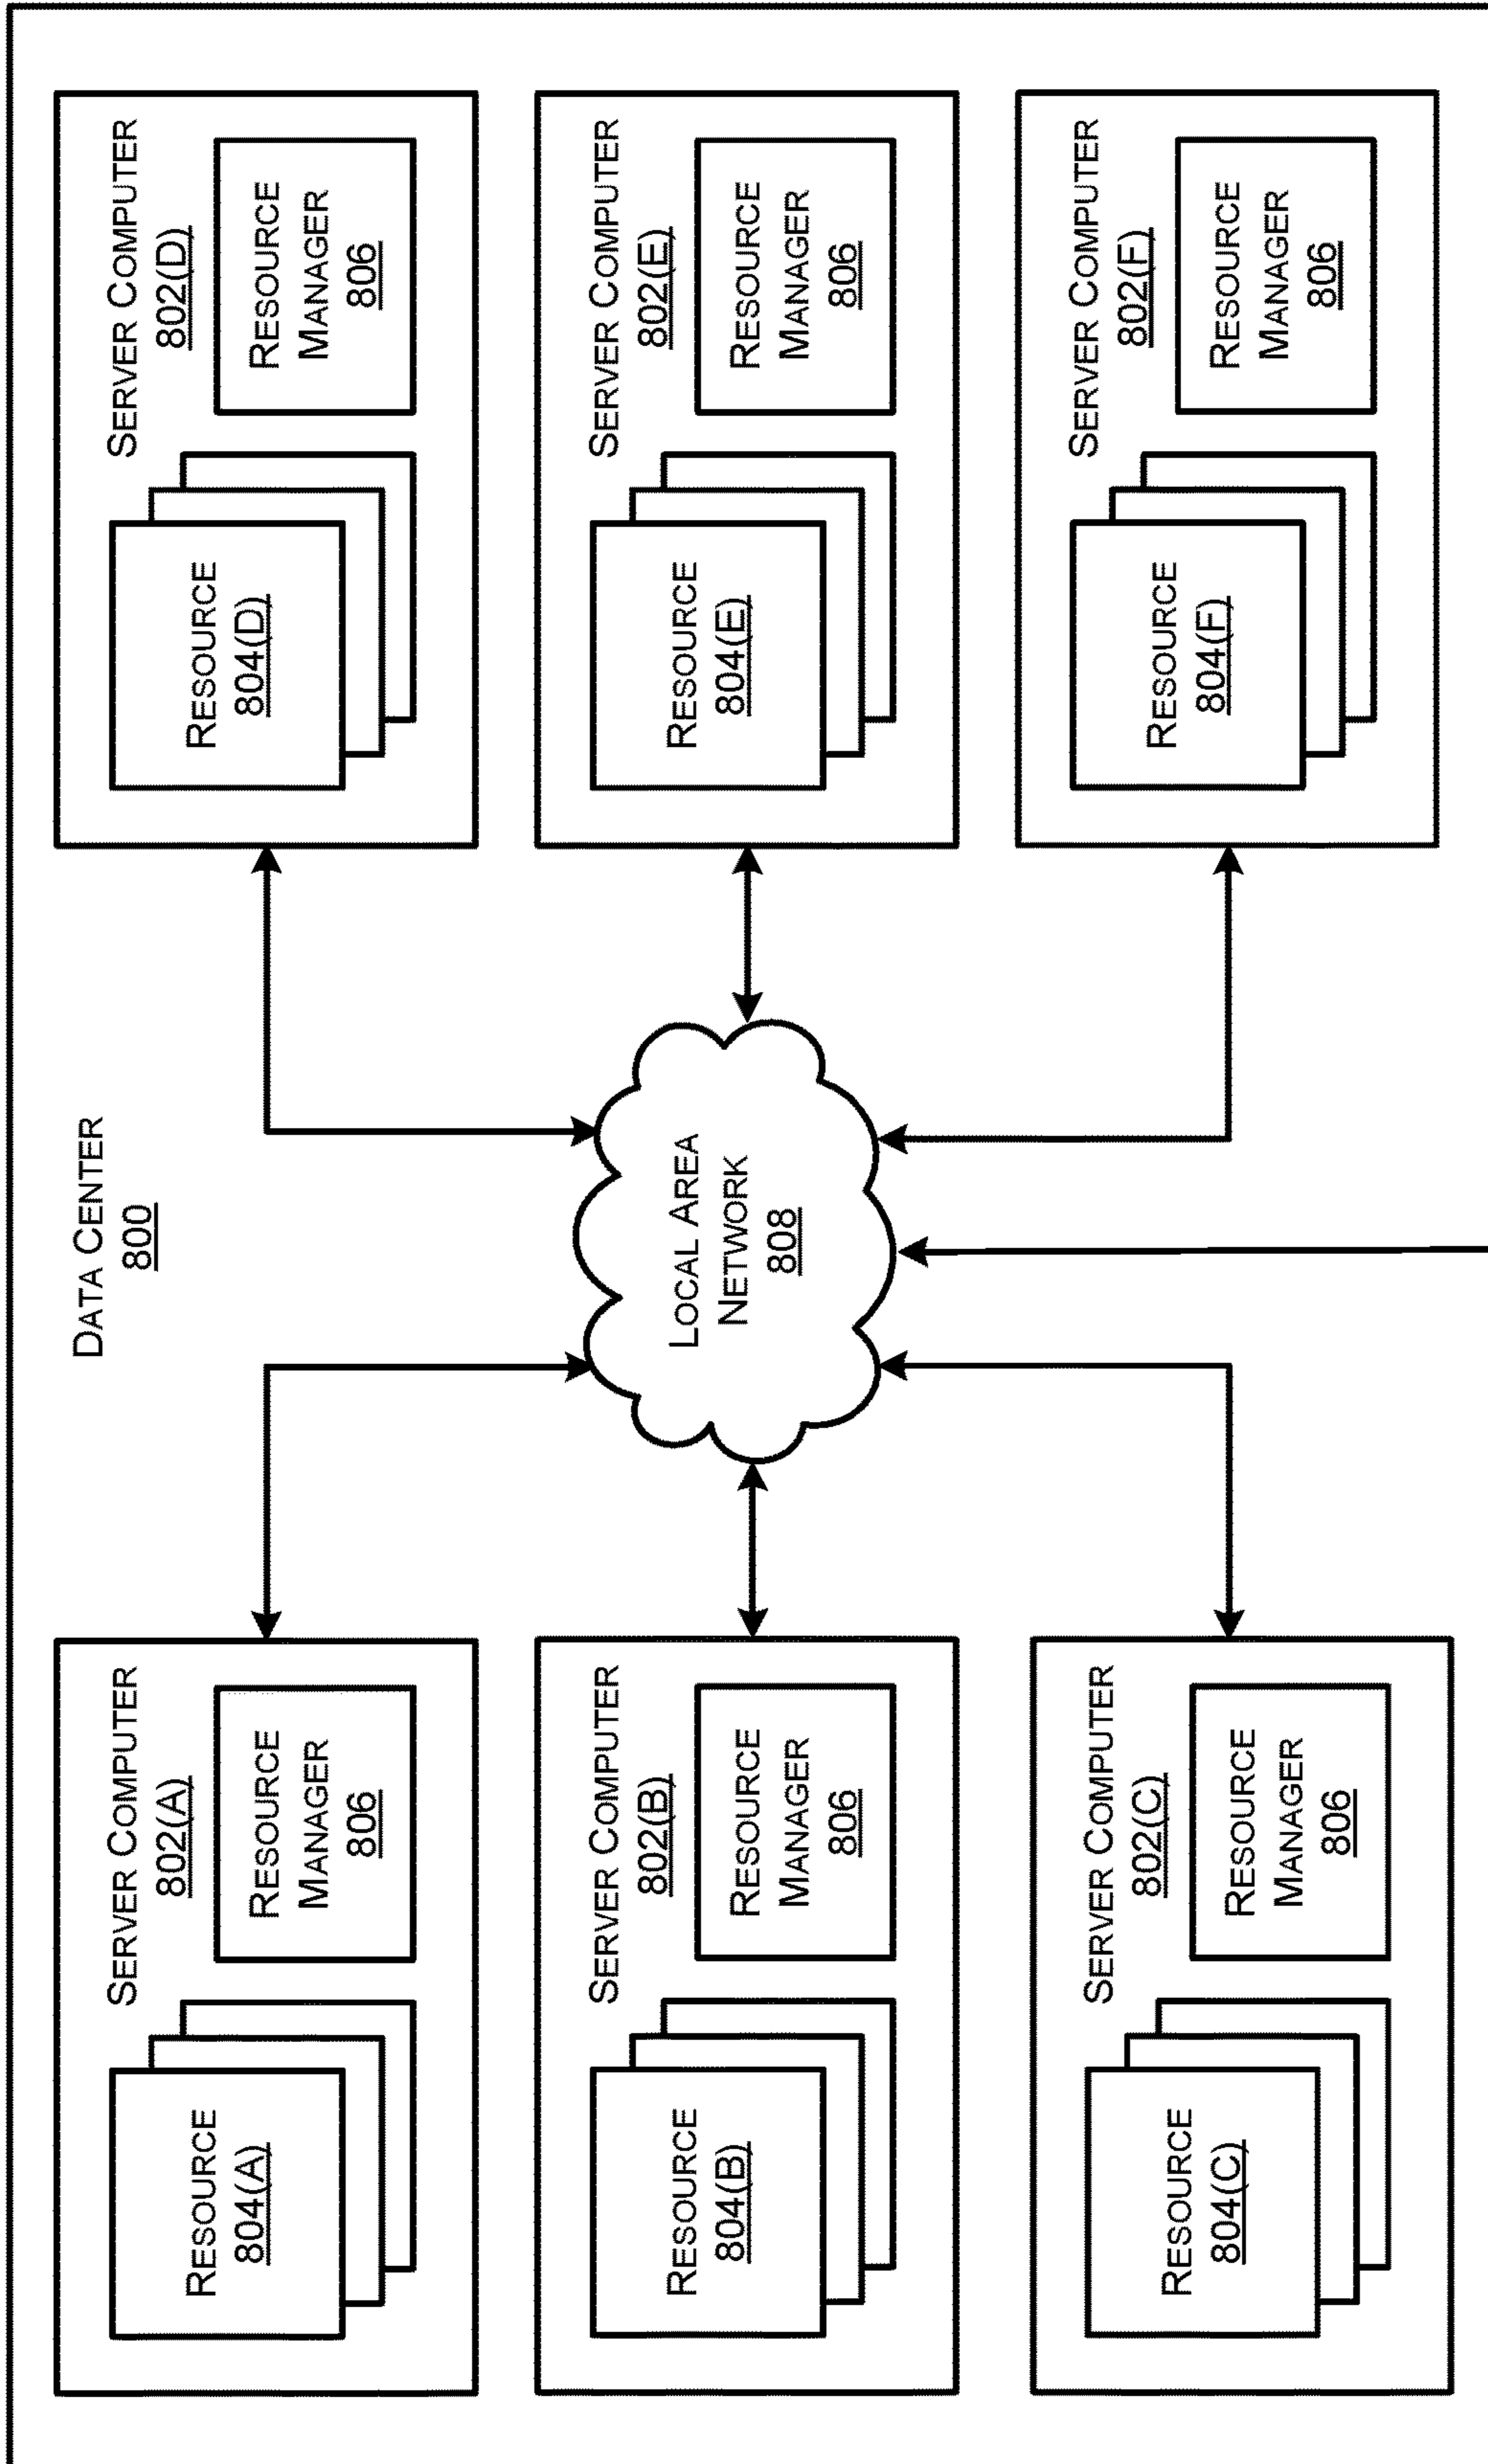 DATA CENTER
800
SERVER COMPUTER
802(A)
RESOURCE
804(A)
RESOURCE
MANAGER
806
SERVER COMPUTER
802(B)
RESOURCE
804(B)
RESOURCE
MANAGER
806
SERVER COMPUTER
802(C)
RESOURCE
804(C)
RESOURCE
MANAGER
806
LOCAL AREA
NETWORK
808
SERVER COMPUTER
802(D)
RESOURCE
804(D)
RESOURCE
MANAGER
806
SERVER COMPUTER
802(E)
RESOURCE
804(E)
RESOURCE
MANAGER
806
SERVER COMPUTER
802(F)
RESOURCE
804(F)
RESOURCE
MANAGER
806